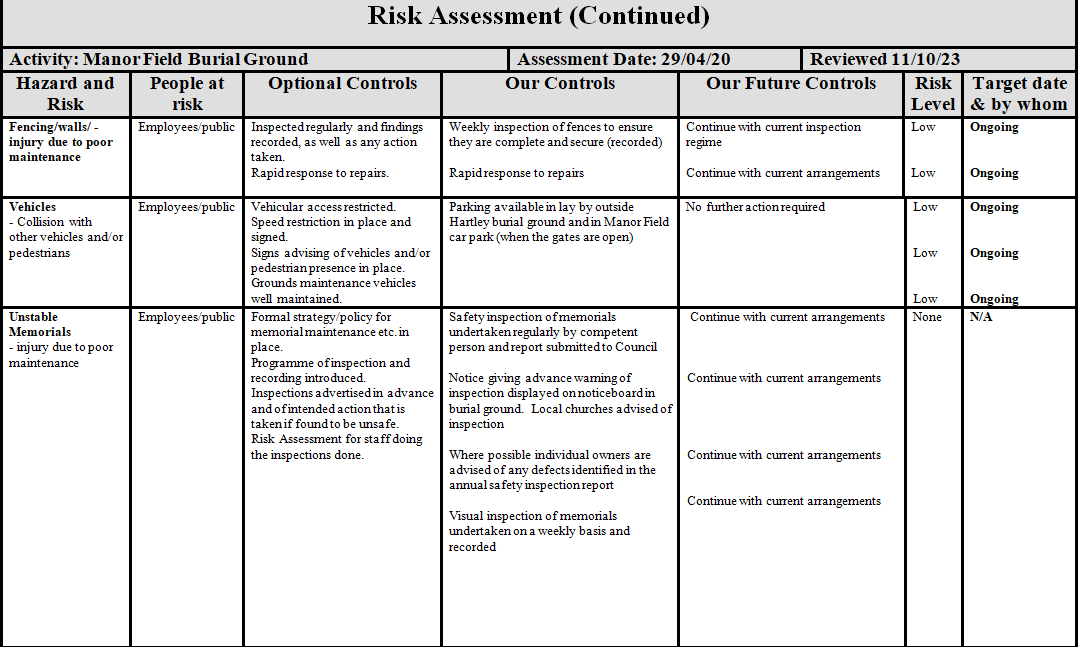 Risk Assessment (Continued)
Activity: Manor Field Burial Ground
Assessment Date: 29/04/20
Reviewed 11/10/23
Hazard and
Risk
People at
risk
Optional Controls
Our Controls
Our Future Controls
Risk
Level
Target date
& by whom
Fencing/walls/ -
injury due to poor
maintenance
Employees/public
Inspected regularly and findings
recorded, as well as any action
taken.
Rapid response to repairs.
Weekly inspection of fences to ensure
they are complete and secure (recorded)
Rapid response to repairs
Continue with current inspection
regime
Continue with current arrangements
Low
Low
Ongoing
Ongoing
Vehicles
- Collision with
other vehicles and/or
pedestrians
Employees/public
Vehicular access restricted.
Speed restriction in place and
signed.
Signs advising of vehicles and/or
pedestrian presence in place.
Grounds maintenance vehicles
well maintained.
Parking available in lay by outside
Hartley burial ground and in Manor Field
car park (when the gates are open)
No further action required
Low
Low
Low
Ongoing
Ongoing
Ongoing
Unstable
Memorials
- injury due to poor
maintenance
Employees/public
Formal strategy/policy for
memorial maintenance etc. in
place.
Programme of inspection and
recording introduced.
Inspections advertised in advance
and of intended action that is
taken if found to be unsafe.
Risk Assessment for staff doing
the inspections done.
Safety inspection of memorials
undertaken regularly by competent
person and report submitted to Council
Notice giving advance warning of
inspection displayed on noticeboard in
burial ground.  Local churches advised of
inspection
Where possible individual owners are
advised of any defects identified in the
annual safety inspection report
Visual inspection of memorials
undertaken on a weekly basis and
recorded
Continue with current arrangements
Continue with current arrangements
Continue with current arrangements
Continue with current arrangements
None
N/A